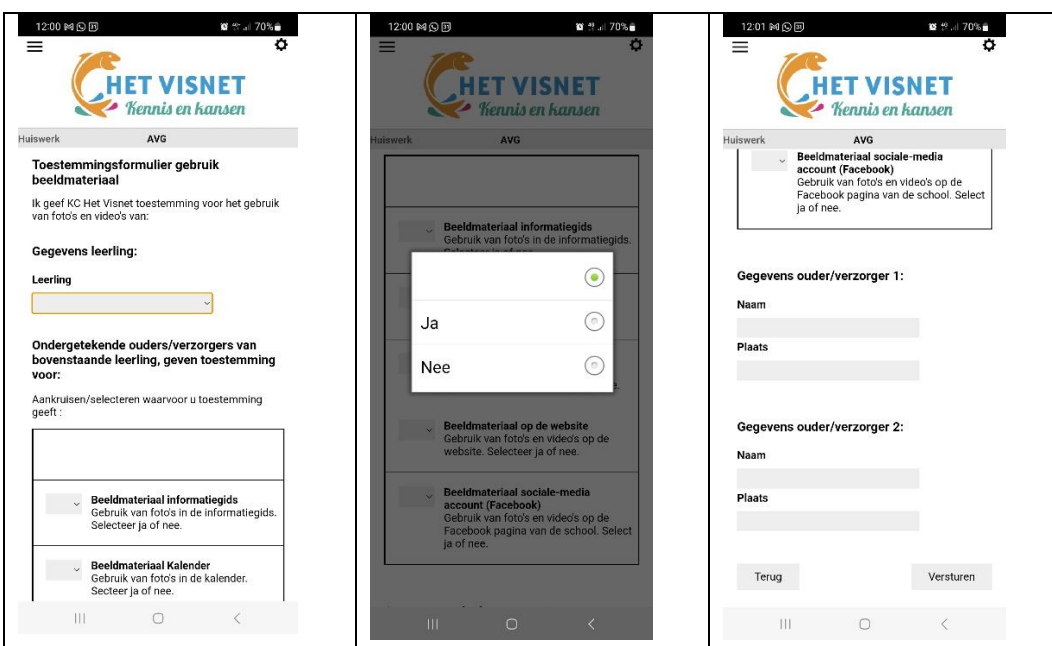 12:00 70%
HET VISNET
Kennis en kansen
Huiswerk AVG
Toestemmingsformulier gebruik
beeldmateriaal
Ik geef KC Het Visnet toestemming voor het gebruik
van foto's en video's van:
Gegevens leerling:
Leerling
Ondergetekende ouders/verzorgers van
bovenstaande leerling, geven toestemming
voor:
Aankruisen/selecteren waarvoor u toestemming
geeft :
Beeldmateriaal informatiegids
Gebruik van foto's in de informatiegids.
Selecteer ja of nee.
Beeldmateriaal Kalender
Gebruik van foto's in de kalender.
Secteer ja of nee.
12:00 70%
HET VISNET
Kennis en kansen
Huiswerk AVG
Beeldmateriaal informatiegids
Gebruik van foto's in de informatiegids.
Ja
Nee
Beeldmateriaal op de website
Gebruik van foto's en video's op de
website. Selecteer ja of nee.
Beeldmateriaal sociale-media
account (Facebook)
Gebruik van foto's en video's op de
Facebook pagina van de school. Select
ja of nee.
12:01 70%
HET VISNET
Kennis en kansen
Huiswerk AVG
Beeldmateriaal sociale-media
account (Facebook)
Gebruik van foto's en video's op de
Facebook pagina van de school. Select
ja of nee.
Gegevens ouder/verzorger 1:
Naam
Plaats
Gegevens ouder/verzorger 2:
Naam
Plaats
Terug Versturen